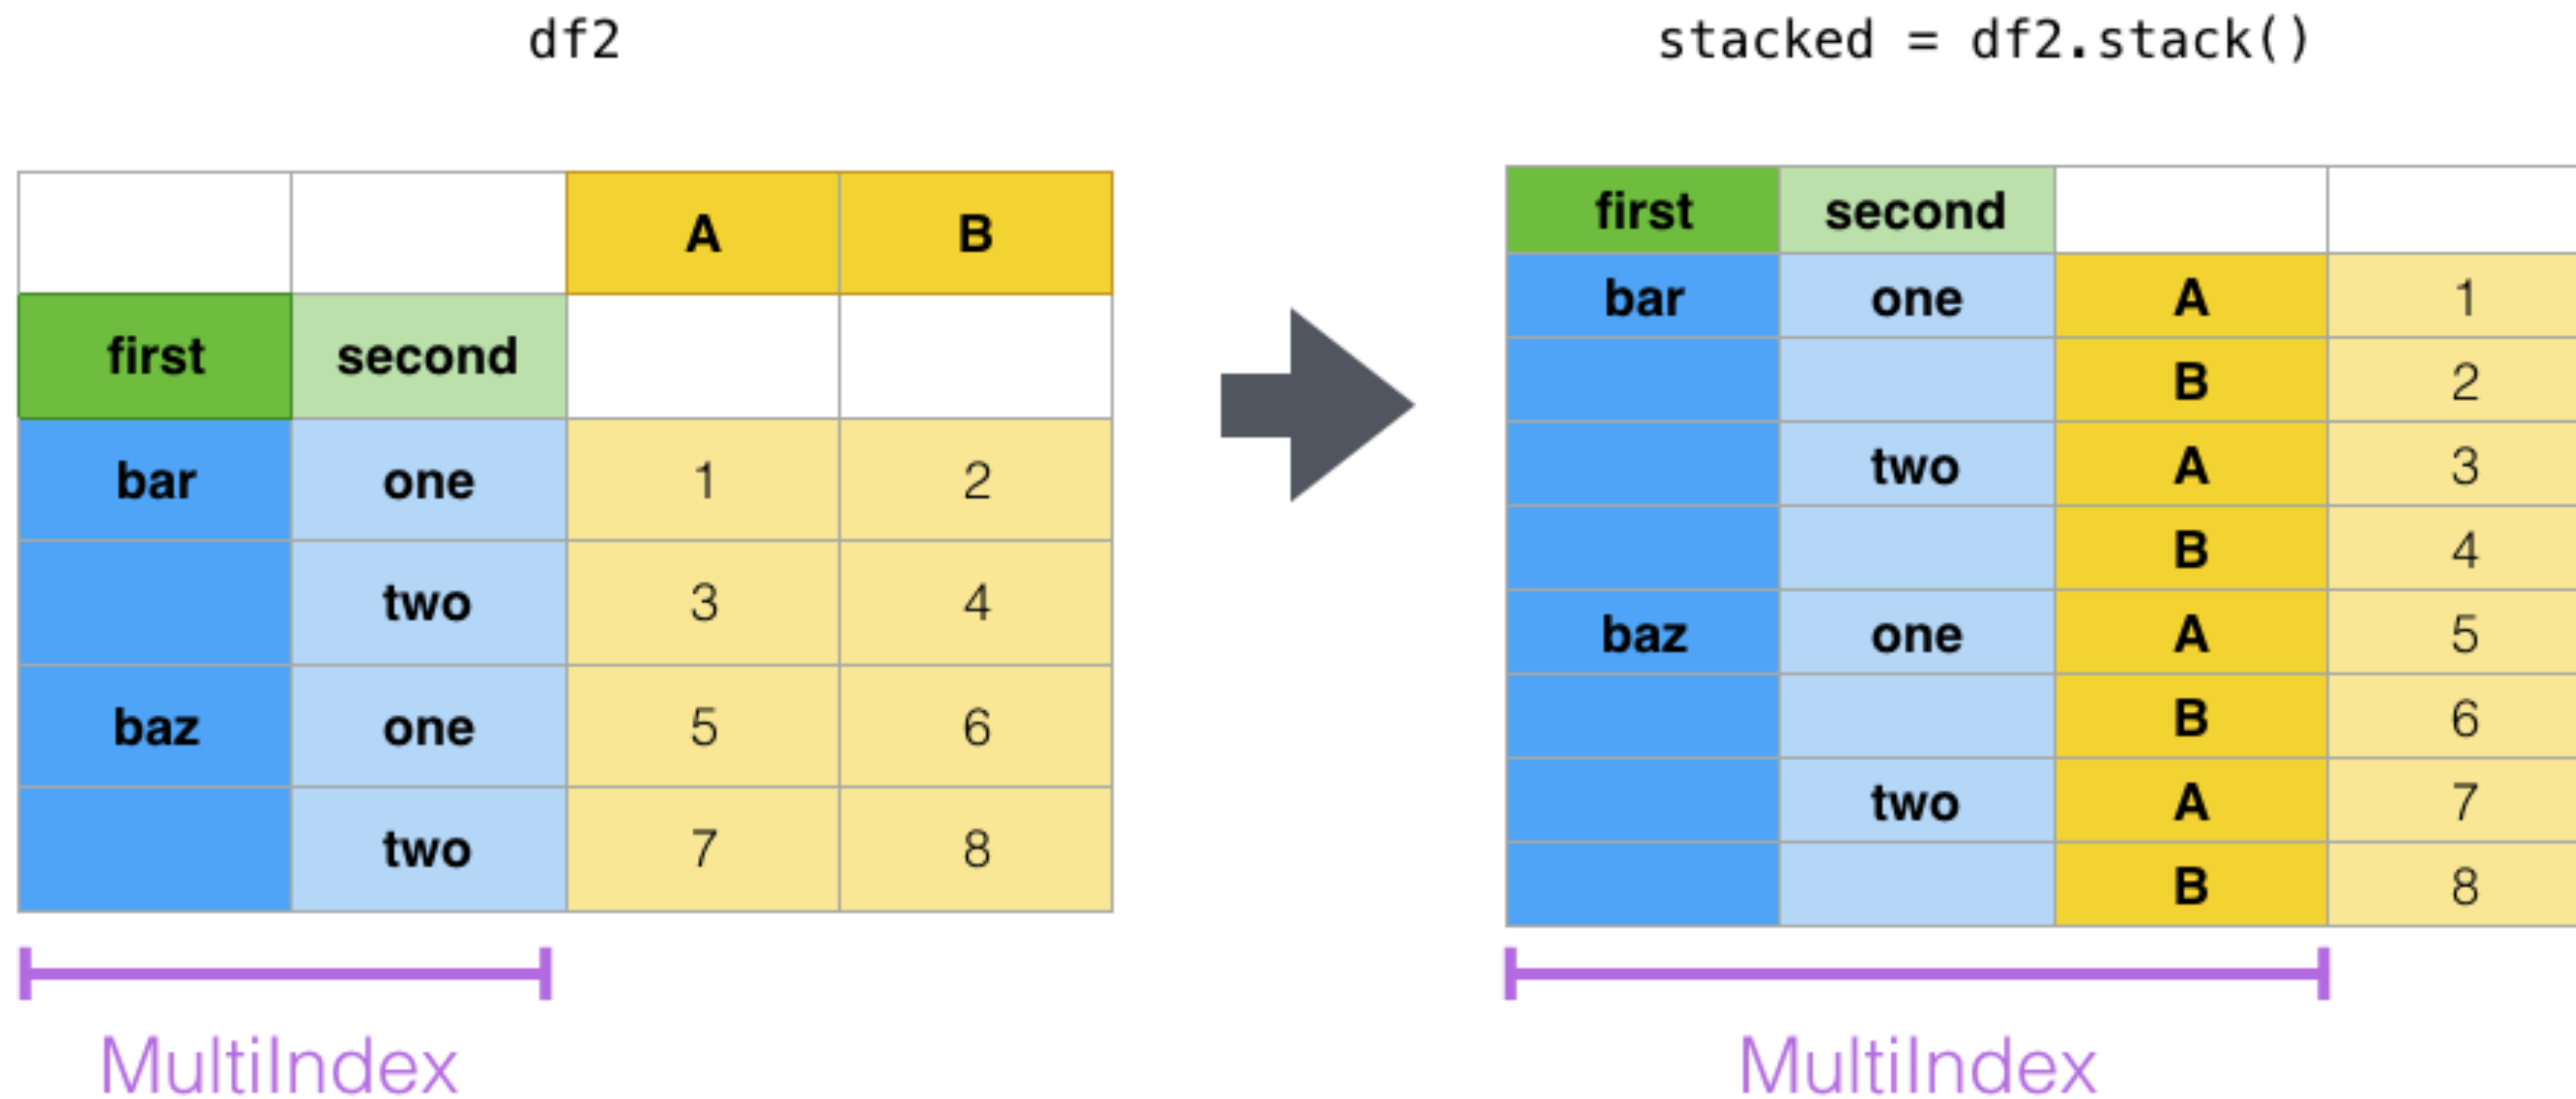 df2
A B
first second
bar one 1 2
two 3 4
baz one 5 6
two 7 8
MultiIndex
stacked = df2.stack()
first second
bar one A 1
B 2
two A 3
B 4
baz one A 5
B 6
two A 7
B 8
MultiIndex